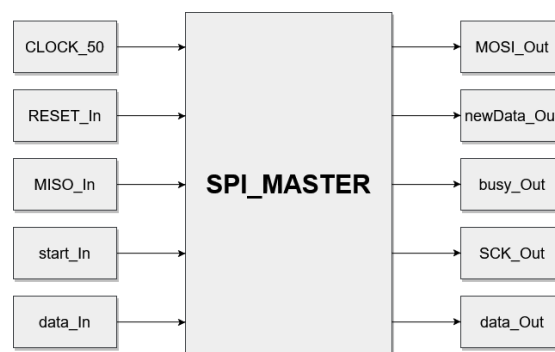 CLOCK_50
RESET_In
MISO_In
start_In
data_In
SPI_MASTER
MOSI_Out
newData_Ou
busy_Out
SCK_Out
data_Out